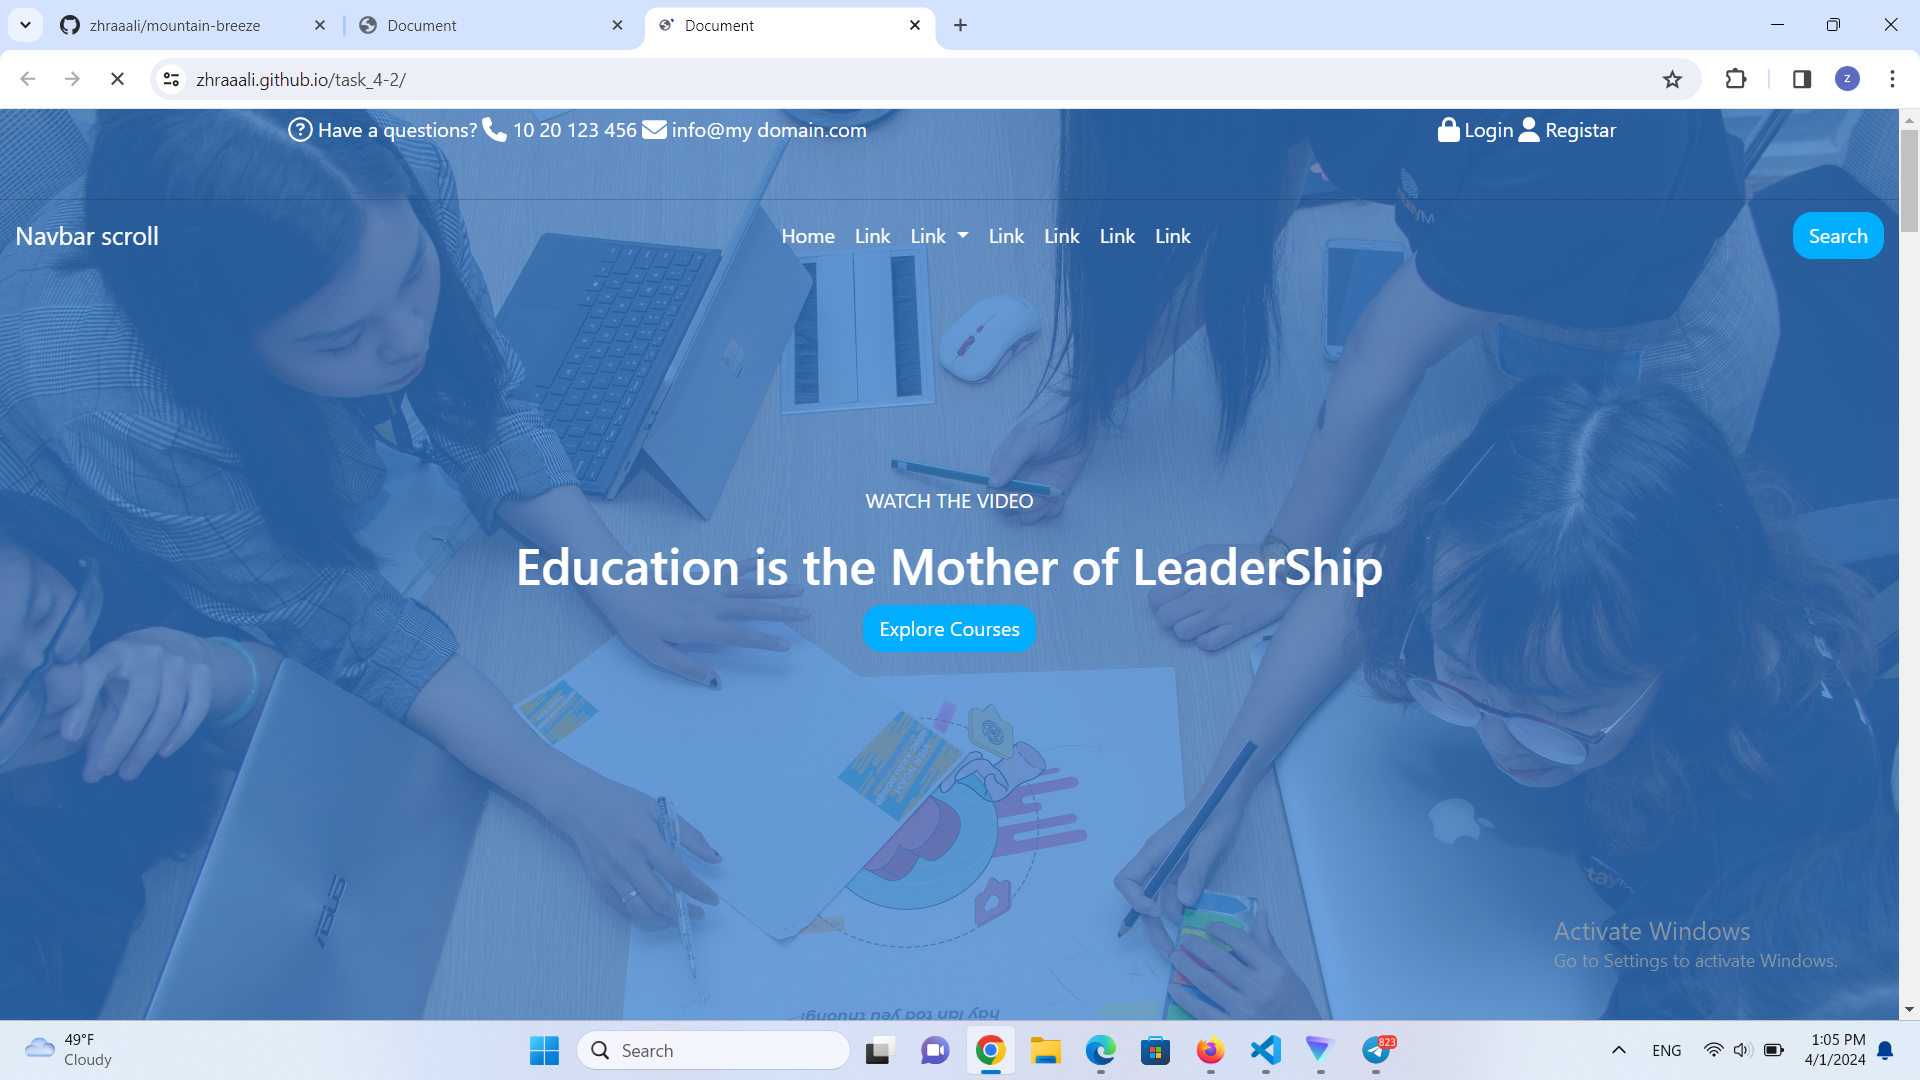 zhraaali/mountain-breeze
Document
Document
zhraaali.github.io/task_4-2/
z
Have a questions? 10 20 123 456 info@my domain.com
Login Registar
Navbar scroll
Home Link Link Link Link Link Link
Search
WATCH THE VIDEO
Education is the Mother of LeaderShip
Explore Courses
ASUS
Activate Windows
Go to Settings to activate Windows.
49°F
Cloudy
Search
823
ENG
1:05 PM
4/1/2024